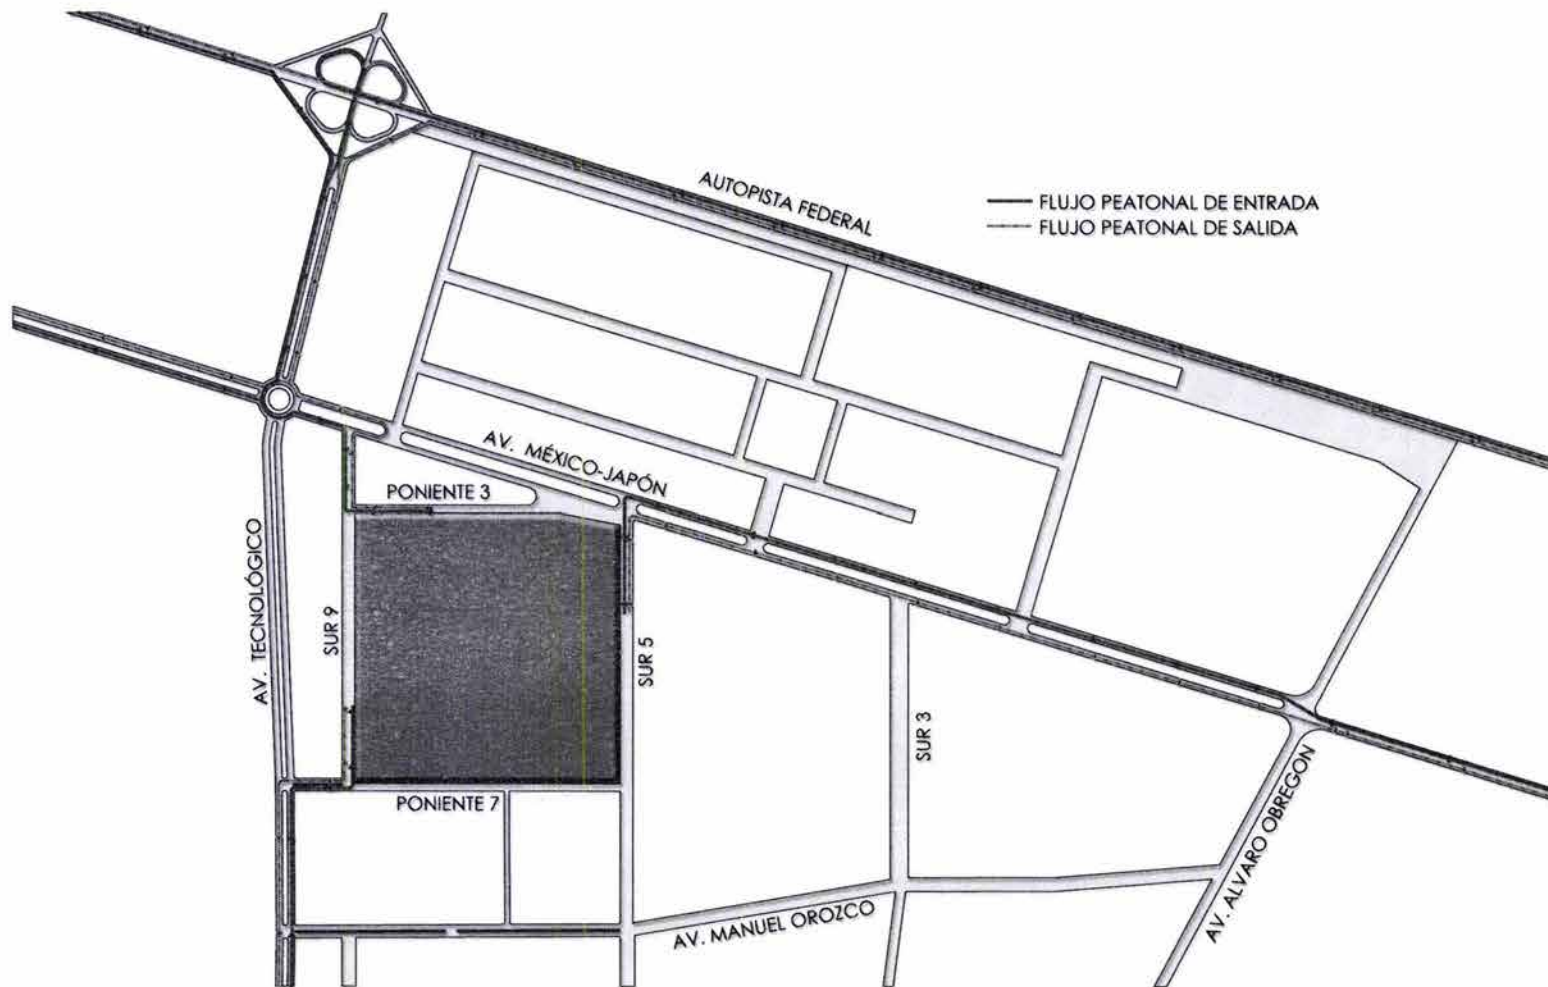 AUTOPISTA FEDERAL
FLUJO PEATONAL DE ENTRADA
FLUJO PEATONAL DE SALIDA
AV. MÉXICO-JAPÓN
PONIENTE 3
AV. TECNOLÓGICO
SUR 9
SUR 5
SUR 3
PONIENTE 7
AV. MANUEL OROZCO
AV. ALVARO OBREGON